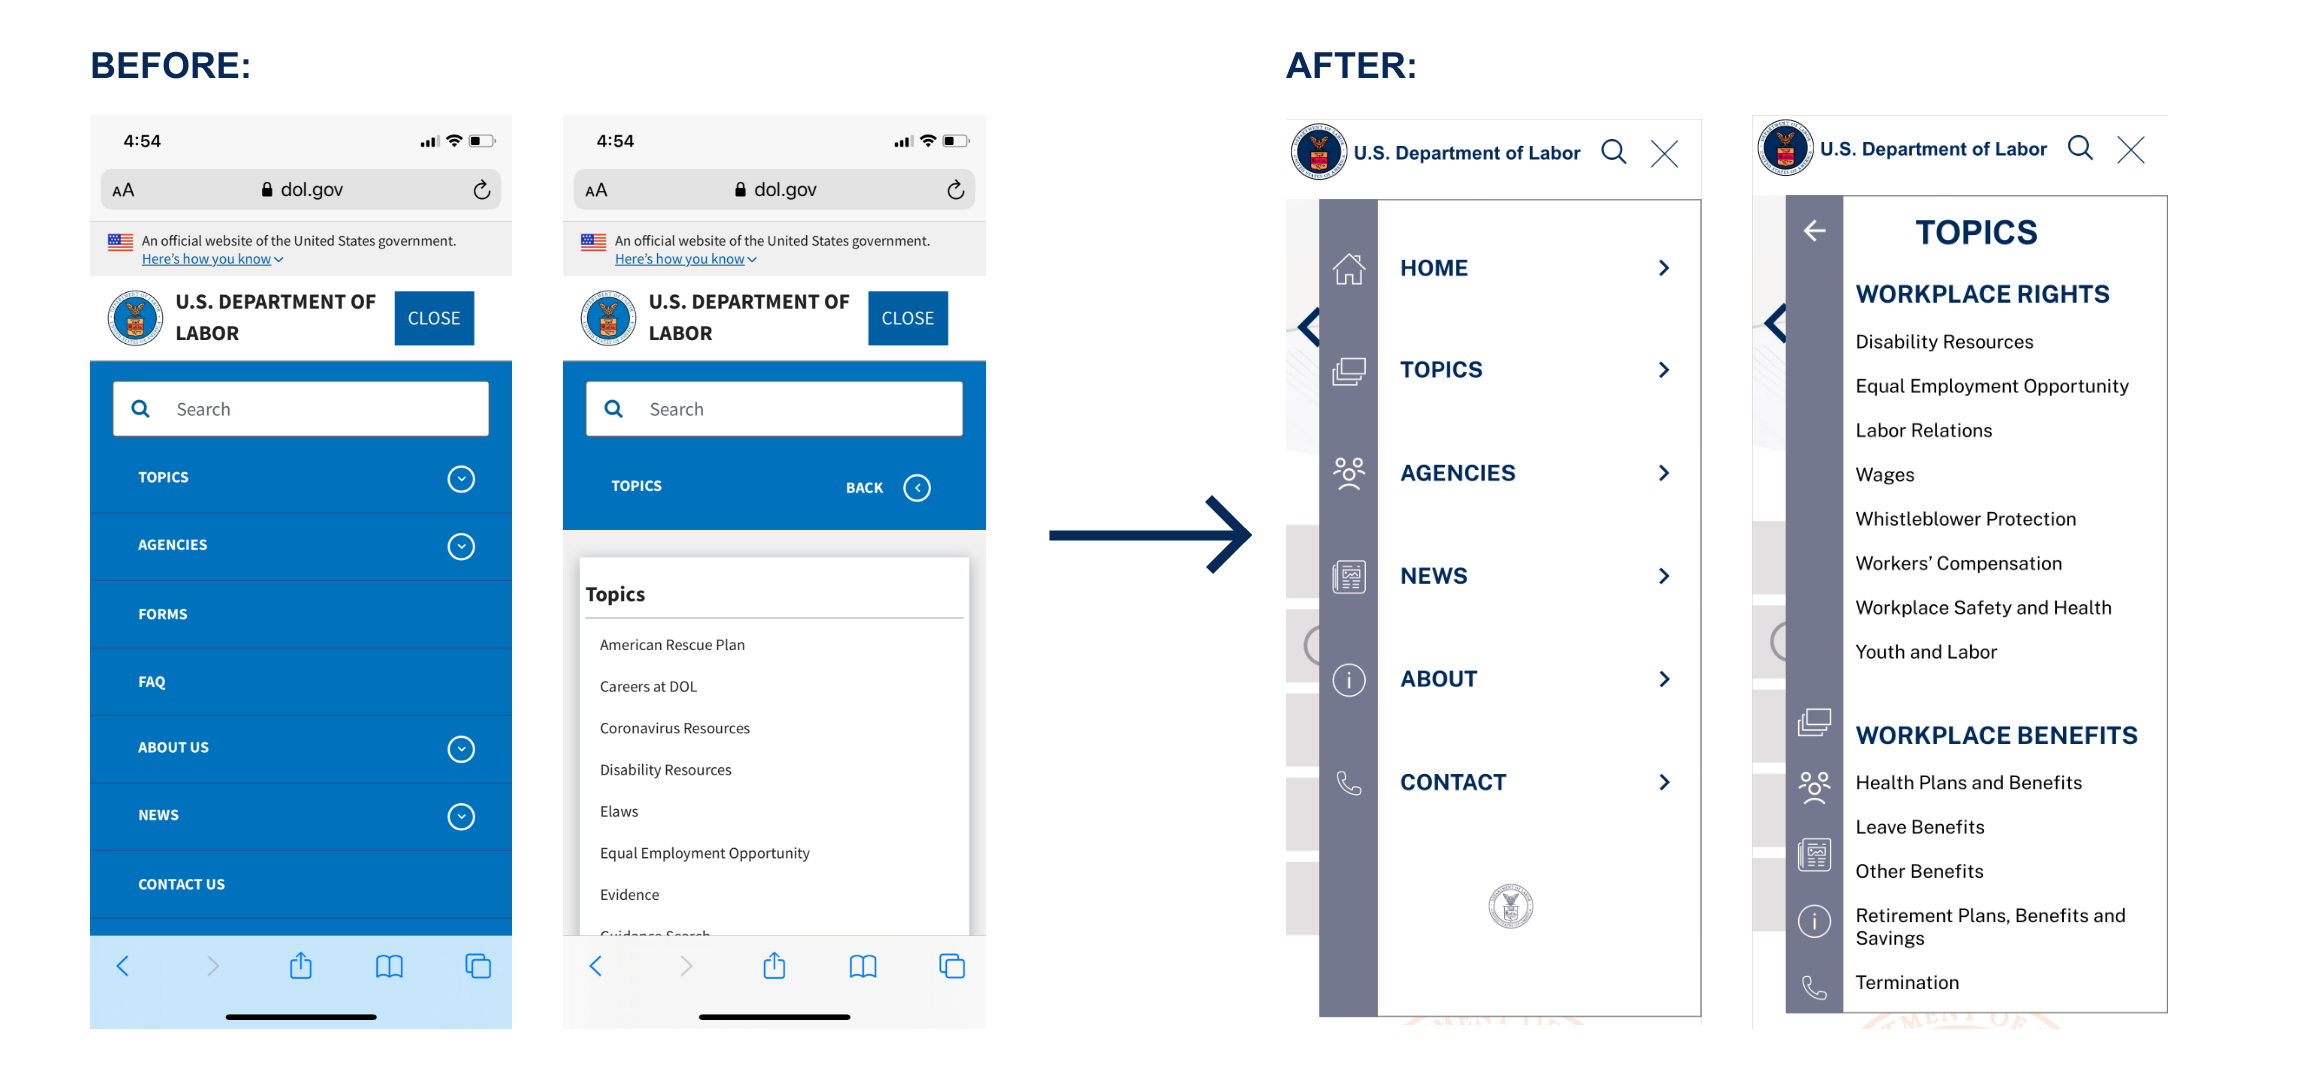 BEFORE:
4:54
AA dol.gov
An official website of the United States government.
Here's how you know
U.S. DEPARTMENT OF
LABOR
CLOSE
Search
TOPICS
AGENCIES
FORMS
FAQ
ABOUT US
NEWS
CONTACT US
4:54
AA dol.gov
An official website of the United States government.
Here's how you know
U.S. DEPARTMENT OF
LABOR
CLOSE
Search
TOPICS BACK
Topics
American Rescue Plan
Careers at DOL
Coronavirus Resources
Disability Resources
Elaws
Equal Employment Opportunity
Evidence
Guidance Search
AFTER:
U.S. Department of Labor
HOME
TOPICS
AGENCIES
NEWS
ABOUT
CONTACT
U.S. Department of Labor
TOPICS
WORKPLACE RIGHTS
Disability Resources
Equal Employment Opportunity
Labor Relations
Wages
Whistleblower Protection
Workers' Compensation
Workplace Safety and Health
Youth and Labor
WORKPLACE BENEFITS
Health Plans and Benefits
Leave Benefits
Other Benefits
Retirement Plans, Benefits and
Savings
Termination